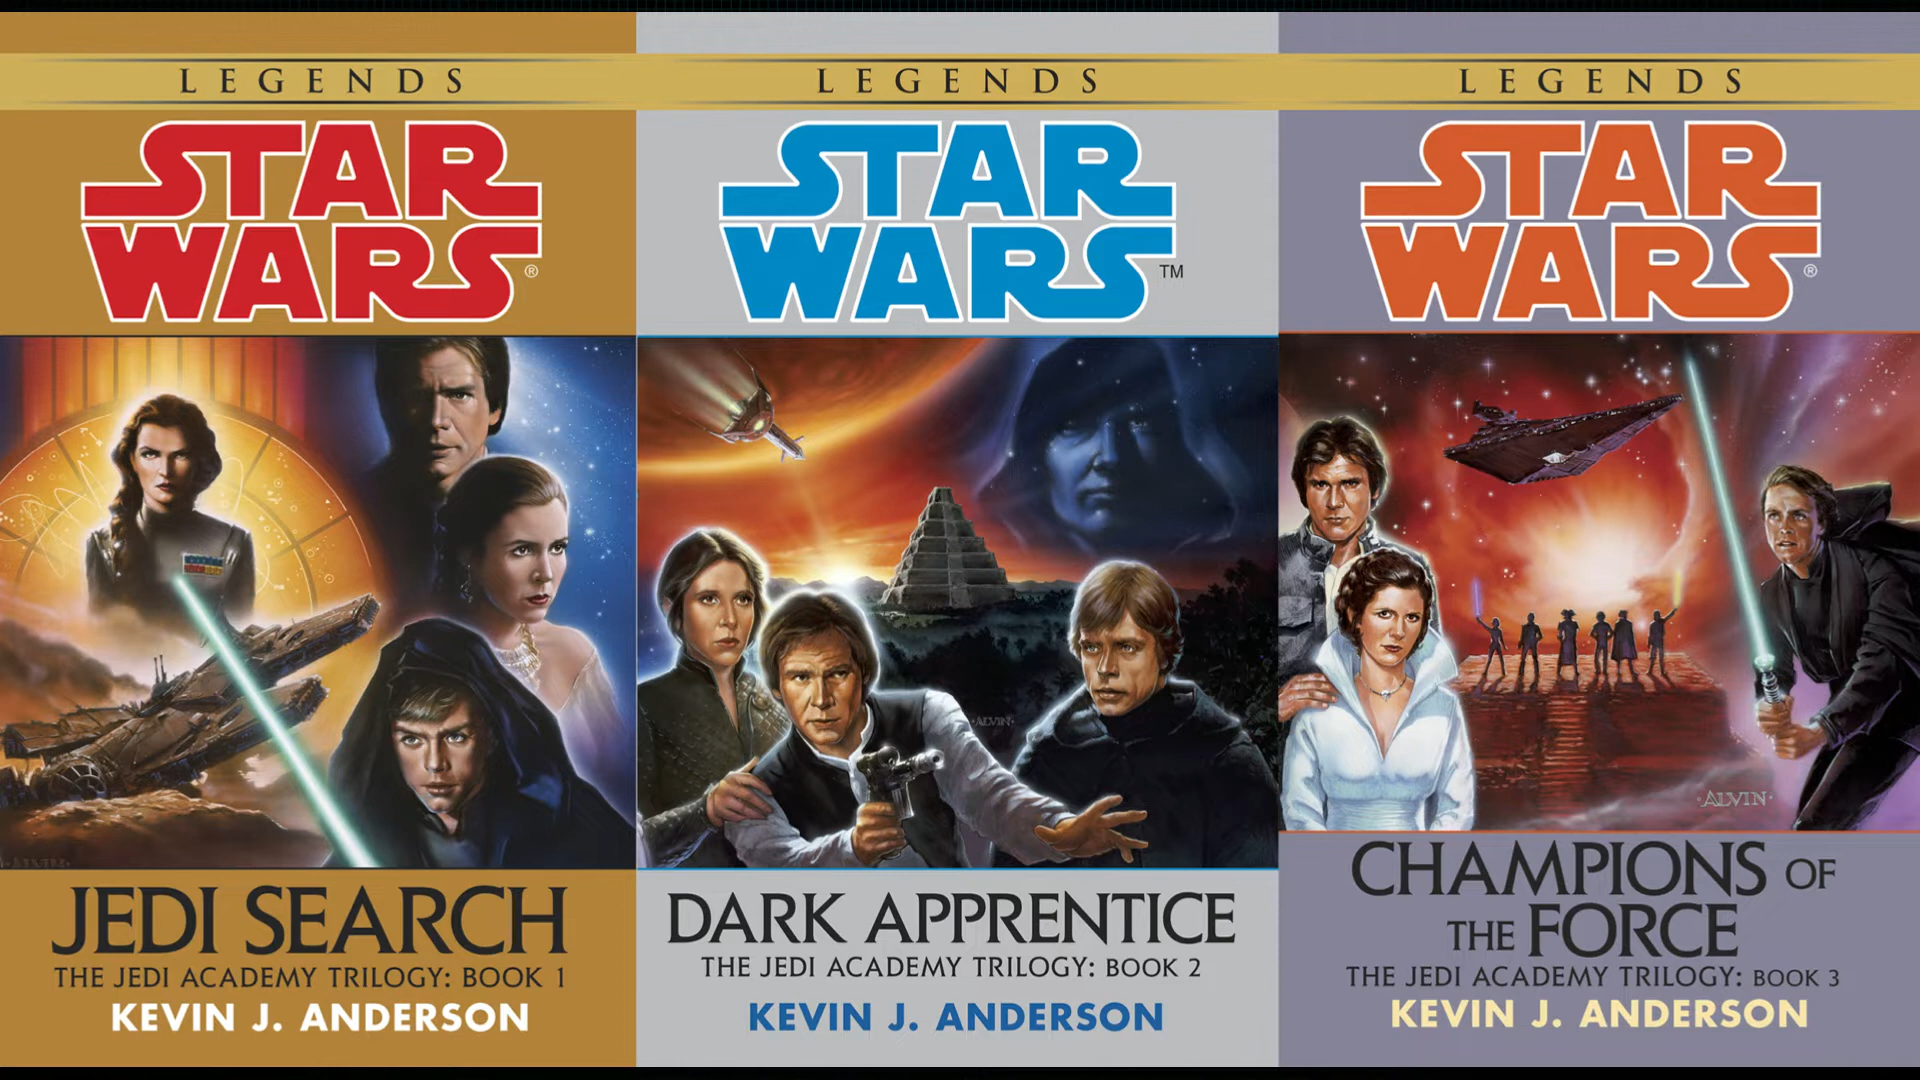 LEGENDS
STAR
WARS®
JEDI SEARCH
THE JEDI ACADEMY TRILOGY: BOOK 1
KEVIN J. ANDERSON
LEGENDS
STAR
WARS™
·ALVIN·
DARK APPRENTICE
THE JEDI ACADEMY TRILOGY: BOOK 2
KEVIN J. ANDERSON
LEGENDS
STAR
WARS®
·ALVIN·
CHAMPIONS OF
THE FORCE
THE JEDI ACADEMY TRILOGY: BOOK 3
KEVIN J. ANDERSON